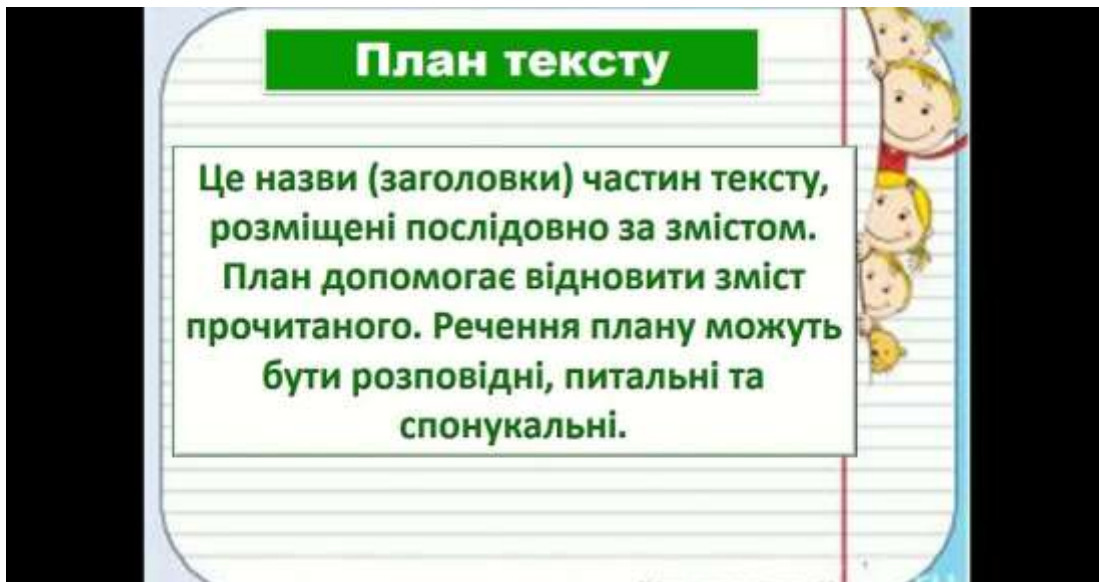 План тексту
Це назви (заголовки) частин тексту,
розміщені послідовно за змістом.
План допомогає відновити зміст
прочитаного. Речення плану можуть
бути розповідні, питальні та
спонукальні.